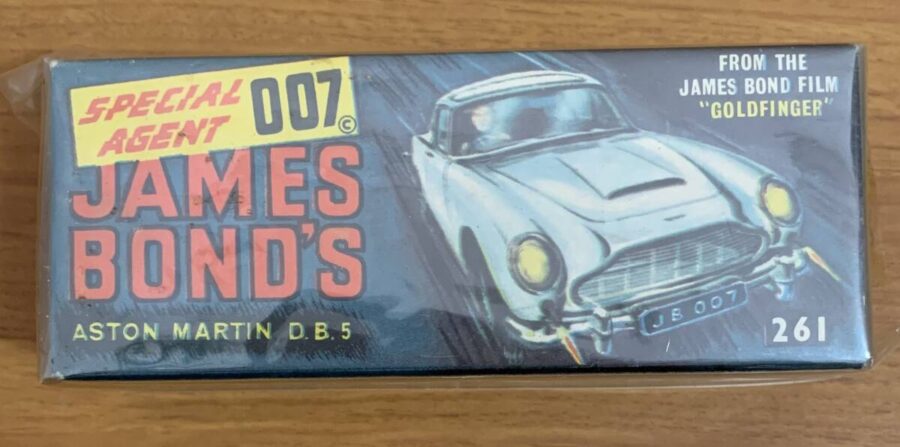 SPECIAL AGENT 007 ©
JAMES
BOND'S
ASTON MARTIN D.B.5
FROM THE
JAMES BOND FILM
"GOLDFINGER"
JB 007
261